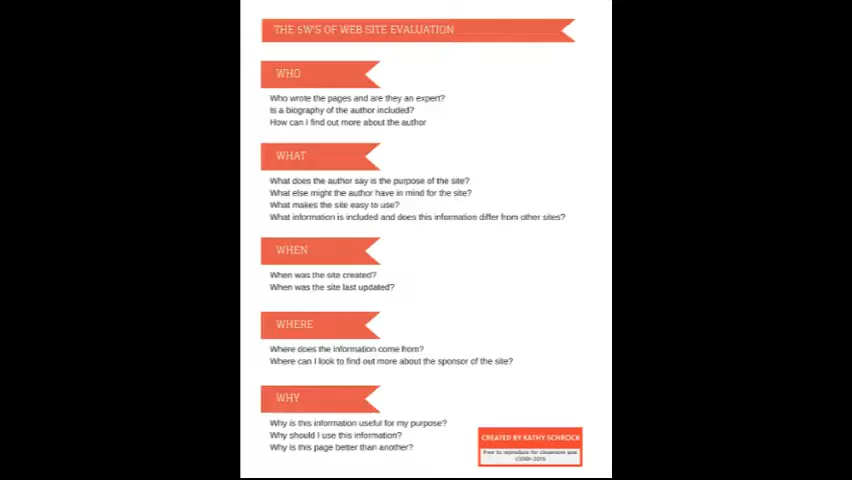 THE 5W'S OF WEB SITE EVALUATION
WHO
Who wrote the pages and are they an expert?
Is a biography of the author included?
How can I find out more about the author
WHAT
What does the author say is the purpose of the site?
What else might the author have in mind for the site?
What makes the site easy to use?
What information is included and does this information differ from other sites?
WHEN
When was the site created?
When was the site last updated?
WHERE
Where does the information come from?
Where can I look to find out more about the sponsor of the site?
WHY
Why is this information useful for my purpose?
Why should I use this information?
Why is this page better than another?
CREATED BY KATHY SCHROCK
Free to reproduce for classroom use